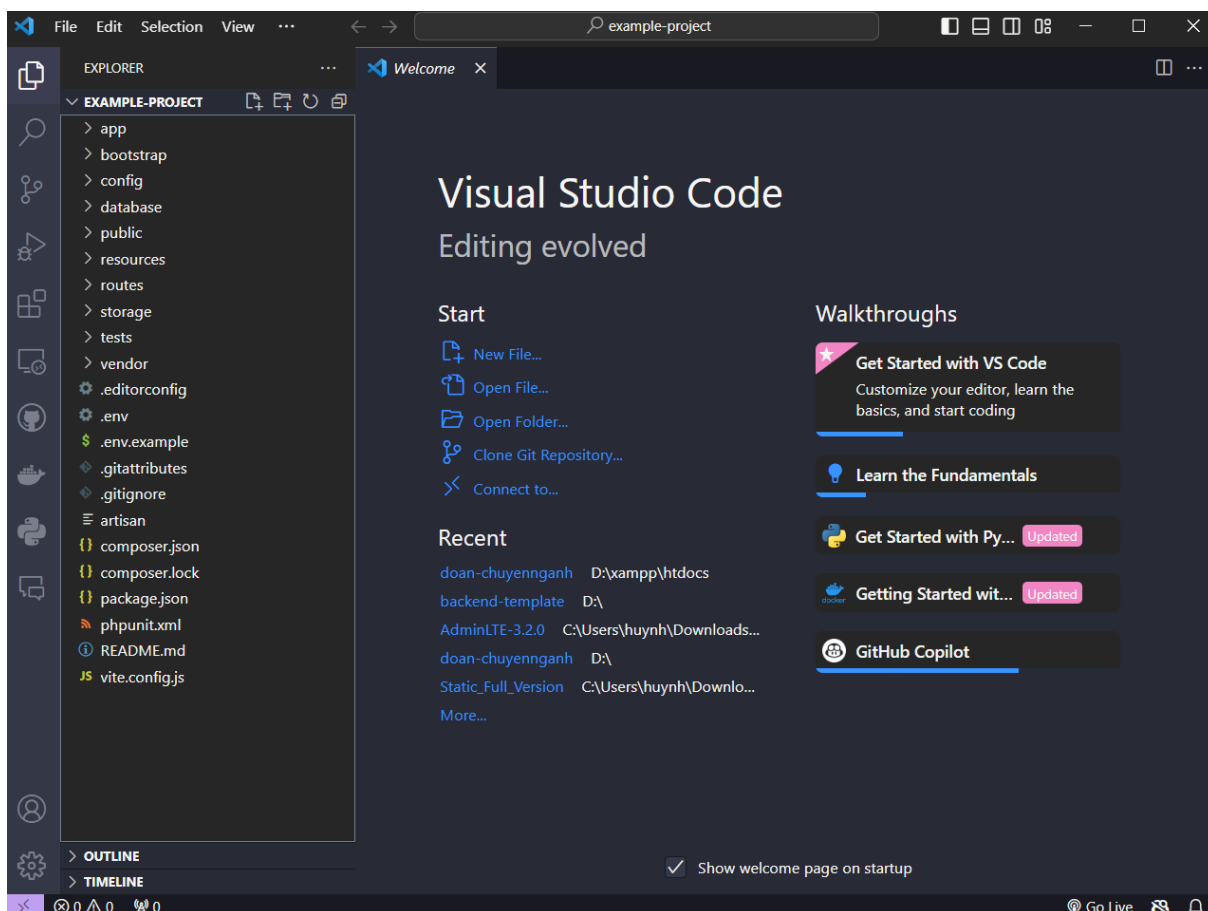 File Edit Selection View ··· example-project
EXPLORER ···
Welcome
EXAMPLE-PROJECT
app
bootstrap
config
database
public
resources
routes
storage
tests
vendor
.editorconfig
.env
$ .env.example
.gitattributes
.gitignore
artisan
{} composer.json
{} composer.lock
{} package.json
phpunit.xml
README.md
JS vite.config.js
OUTLINE
TIMELINE
Visual Studio Code
Editing evolved
Start
New File...
Open File...
Open Folder...
Clone Git Repository...
Connect to...
Recent
doan-chuyennganh D:\xampp\htdocs
backend-template D:\
AdminLTE-3.2.0 C:\Users\huynh\Downloads...
doan-chuyennganh D:\
Static_Full_Version C:\Users\huynh\Downlo...
More...
Walkthroughs
Get Started with VS Code
Customize your editor, learn the
basics, and start coding
Learn the Fundamentals
Get Started with Py... Updated
docker Getting Started wit... Updated
GitHub Copilot
Show welcome page on startup
0 0 0 Go Live